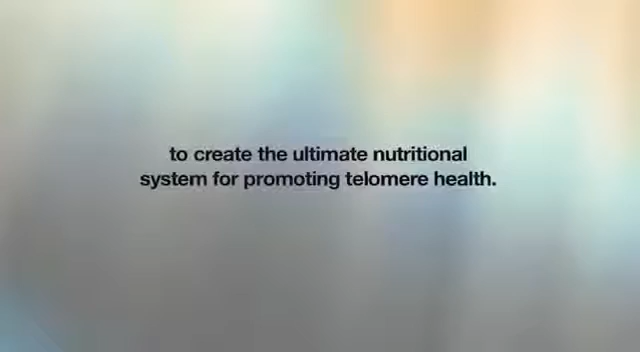 to create the ultimate nutritional
system for promoting telomere health.